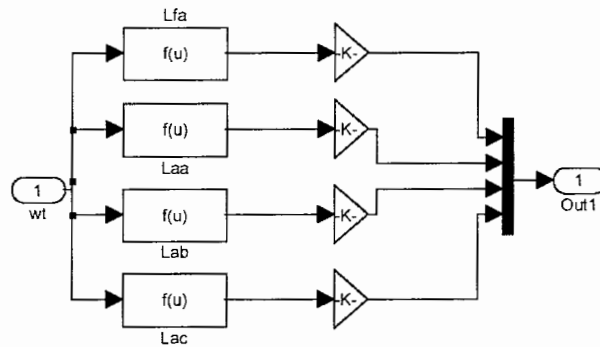 Lfa
f(u)
-K-
f(u)
-K-
Laa
1
wt
1
Out1
f(u)
-K-
Lab
f(u)
-K-
Lac